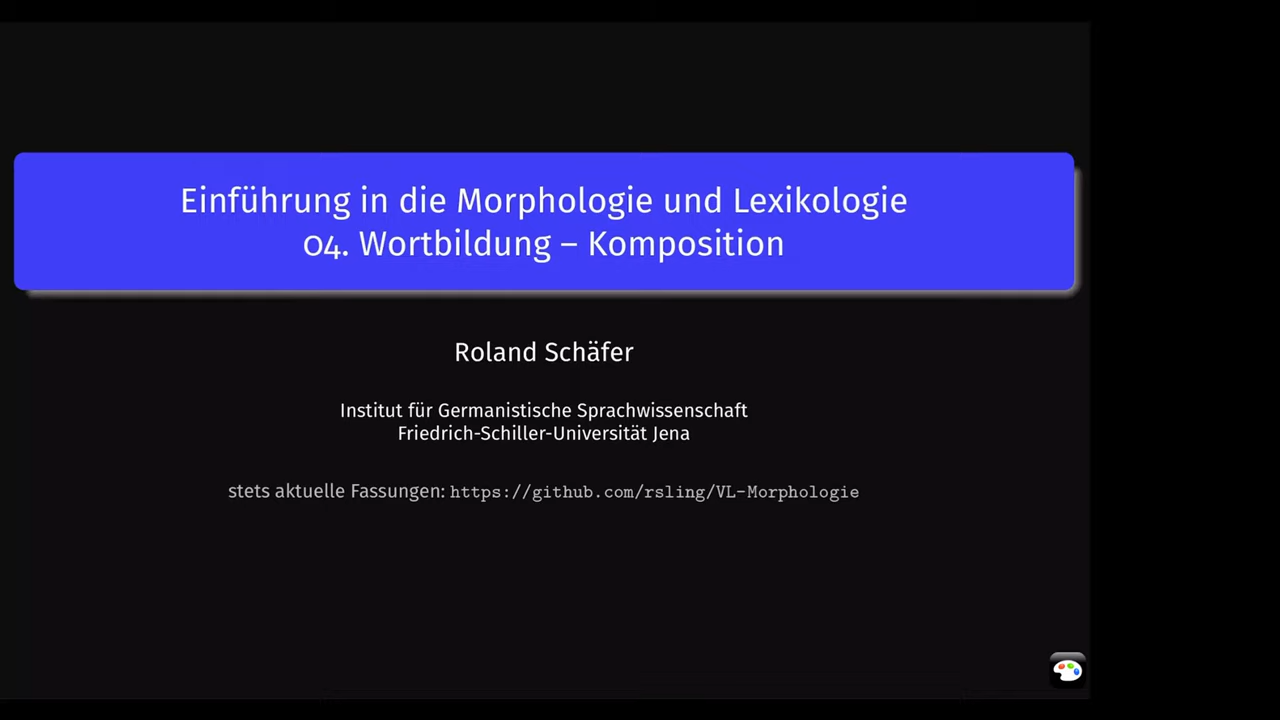 Einführung in die Morphologie und Lexikologie
04. Wortbildung – Komposition
Roland Schäfer
Institut für Germanistische Sprachwissenschaft
Friedrich-Schiller-Universität Jena
stets aktuelle Fassungen: https://github.com/rsling/VL-Morphologie